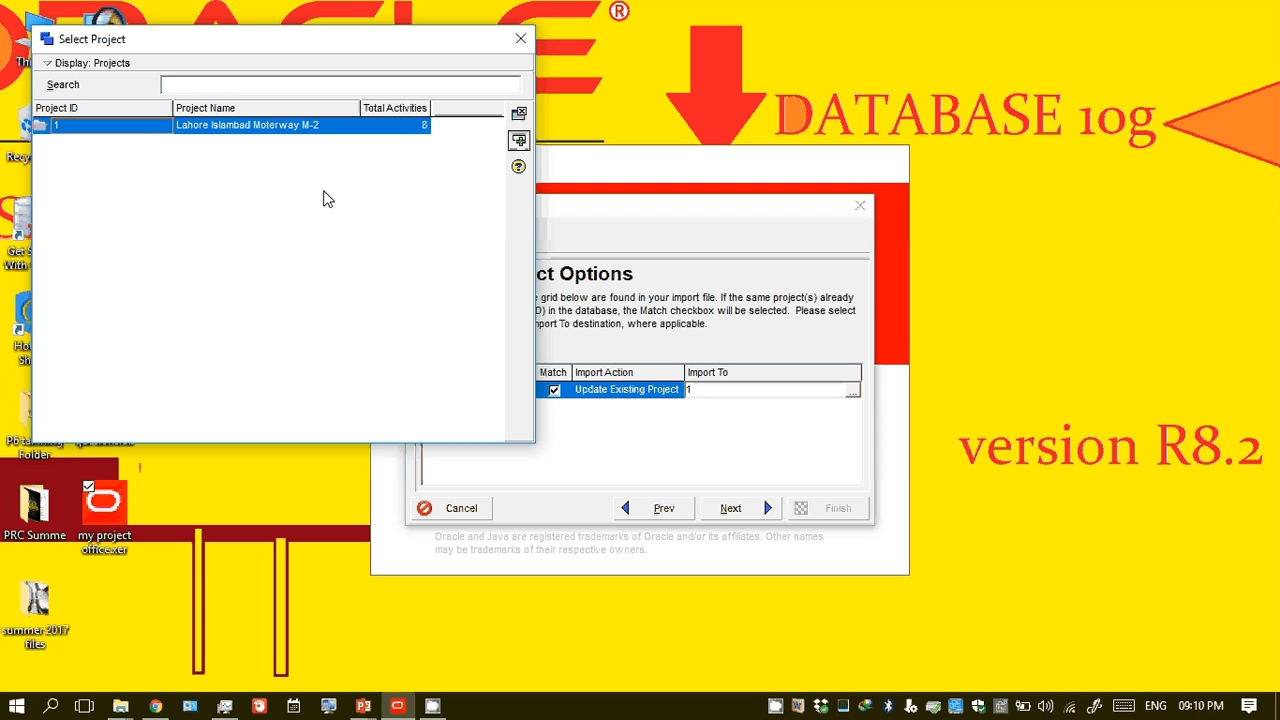 ORACLE ®
DATABASE 10g
version R8.2
Select Project
Display: Projects
Search
Project ID Project Name Total Activities
1 Lahore Islambad Moterway M-2 8
ct Options
e grid below are found in your import file. If the same project(s) already
D) in the database, the Match checkbox will be selected. Please select
mport To destination, where applicable.
Match Import Action Import To
Update Existing Project 1 ...
Cancel Prev Next Finish
Oracle and Java are registered trademarks of Oracle and/or its affiliates. Other names
may be trademarks of their respective owners.
Folder
PRC Summe
my project
office.xer
summer 2017
files
ENG 09:10 PM